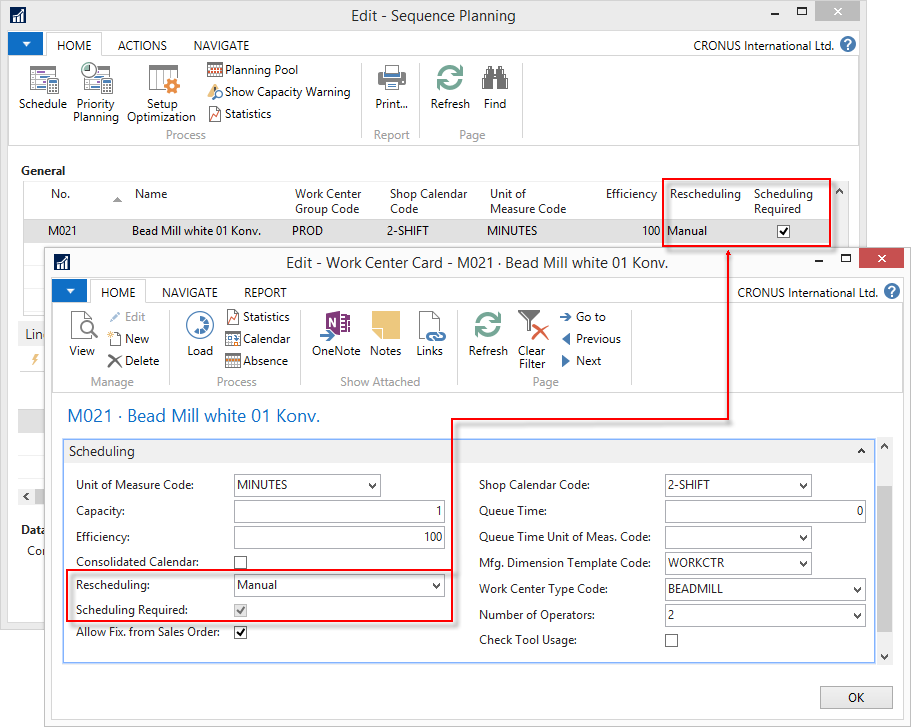 Edit - Sequence Planning
HOME ACTIONS NAVIGATE CRONUS International Ltd. ?
Schedule
Priority Planning
Setup Optimization
Planning Pool
Show Capacity Warning
Statistics
Process
Print...
Report
Refresh
Find
Page
General
No. Name Work Center Group Code Shop Calendar Code Unit of Measure Code Efficiency Rescheduling Scheduling Required
M021 Bead Mill white 01 Konv. PROD 2-SHIFT MINUTES 100 Manual
Lin
Data
Co
Edit - Work Center Card - M021 · Bead Mill white 01 Konv.
HOME NAVIGATE REPORT CRONUS International Ltd. ?
View
Edit
New
Delete
Manage
Load
Statistics
Calendar
Absence
Process
OneNote
Notes
Links
Show Attached
Refresh
Clear Filter
Go to
Previous
Next
Page
M021 · Bead Mill white 01 Konv.
Scheduling
Unit of Measure Code: MINUTES
Capacity: 1
Efficiency: 100
Consolidated Calendar:
Rescheduling: Manual
Scheduling Required:
Allow Fix. from Sales Order:
Shop Calendar Code: 2-SHIFT
Queue Time: 0
Queue Time Unit of Meas. Code:
Mfg. Dimension Template Code: WORKCTR
Work Center Type Code: BEADMILL
Number of Operators: 2
Check Tool Usage:
OK